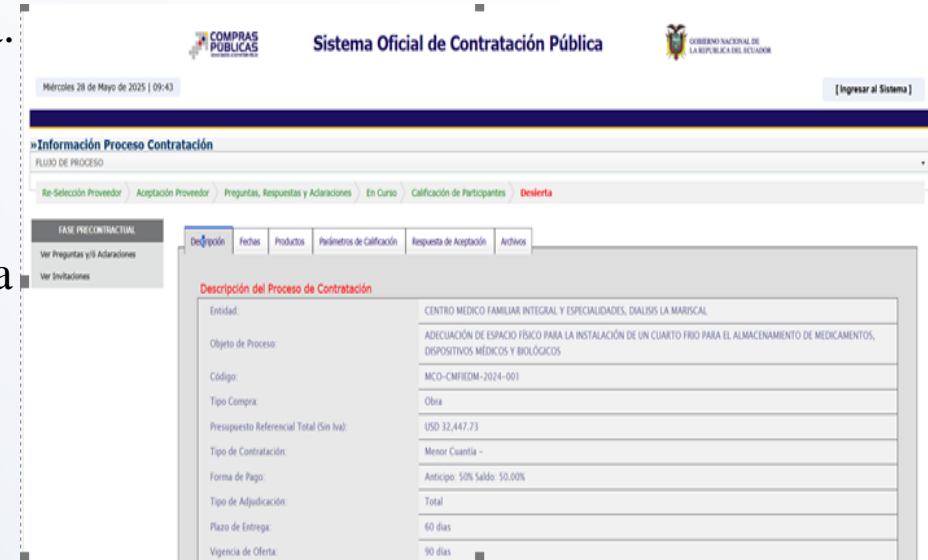 COMPRAS
PÚBLICAS
Sistema Oficial de Contratación Pública
GOBIERNO NACIONAL DE
LA REPUBLICA DEL ECUADOR
Miércoles 28 de Mayo de 2025 | 09:43
[ Ingresar al Sistema ]
»Información Proceso Contratación
FLUJO DE PROCESO
Re-Selección Proveedor Aceptación Proveedor Preguntas, Respuestas y Aclaraciones En Curso Calificación de Participantes Desierta
FASE PRECONTRACTUAL
Ver Preguntas y/ó Aclaraciones
Ver Invitaciones
a
Descripción Fechas Productos Parámetros de Calificación Respuesta de Aceptación Archivos
Descripción del Proceso de Contratación
Entidad: CENTRO MEDICO FAMILIAR INTEGRAL Y ESPECIALIDADES, DIALISIS LA MARISCAL
Objeto de Proceso: ADECUACIÓN DE ESPACIO FÍSICO PARA LA INSTALACIÓN DE UN CUARTO FRIO PARA EL ALMACENAMIENTO DE MEDICAMENTOS,
DISPOSITIVOS MÉDICOS Y BIOLÓGICOS
Código: MCO-CMFIEDM-2024-001
Tipo Compra: Obra
Presupuesto Referencial Total (Sin Iva): USD 32,447.73
Tipo de Contratación: Menor Cuantía -
Forma de Pago: Anticipo: 50% Saldo: 50.00%
Tipo de Adjudicación: Total
Plazo de Entrega: 60 dias
Vigencia de Oferta: 90 dias